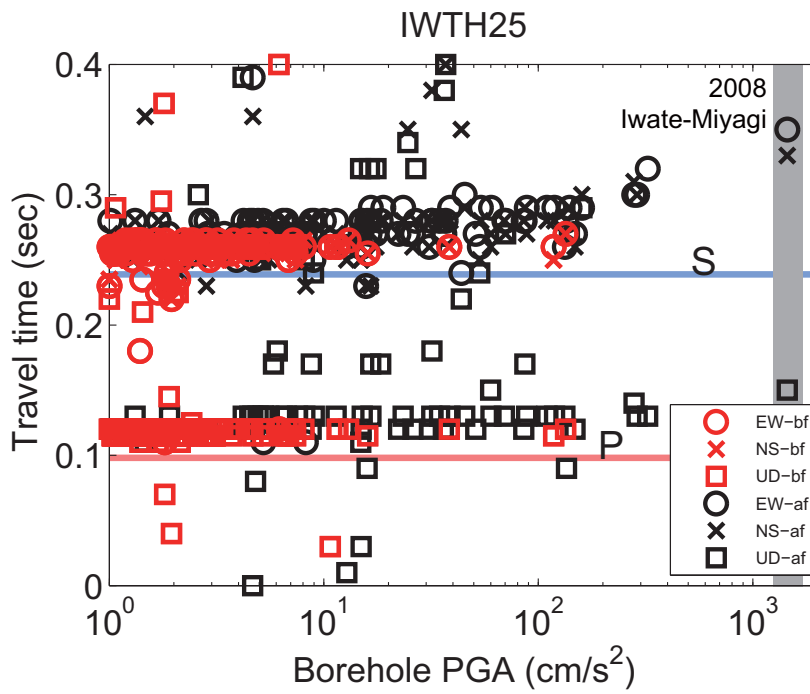 IWTH25
0.4
0.3
0.2
0.1
0
Travel time (sec)
2008
Iwate-Miyagi
S
P
EW-bf
NS-bf
UD-bf
EW-af
NS-af
UD-af
10^0
10^1
10^2
10^3
Borehole PGA (cm/s^2)